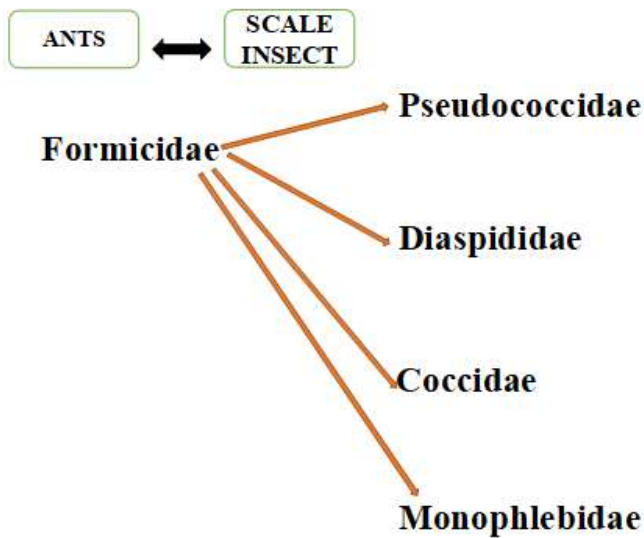 ANTS
SCALE
INSECT
Formicidae
Pseudococcidae
Diaspididae
Coccidae
Monophlebidae